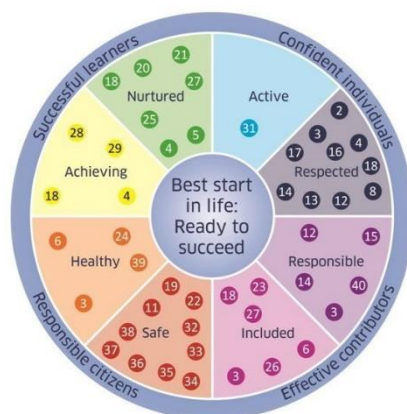 Successful learners
Confident individuals
Responsible citizens
Effective contributors
Best start
in life:
Ready to
succeed
Nurtured
18
20
21
27
25
4
5
Active
31
Respected
2
3
4
17
16
18
14
13
12
8
Responsible
12
15
14
40
3
Included
18
23
27
6
3
26
Safe
19
11
22
38
32
37
33
36
35
34
Healthy
6
24
39
3
Achieving
28
29
18
4